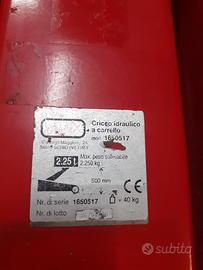 Cricco idraulico
a carrello
mod. 1650517
2.25 t.
Max. peso sollevabile
2.250 kg
500 mm
CE
= 40 kg
Nr. di serie 1650517
Nr. di lotto
subito